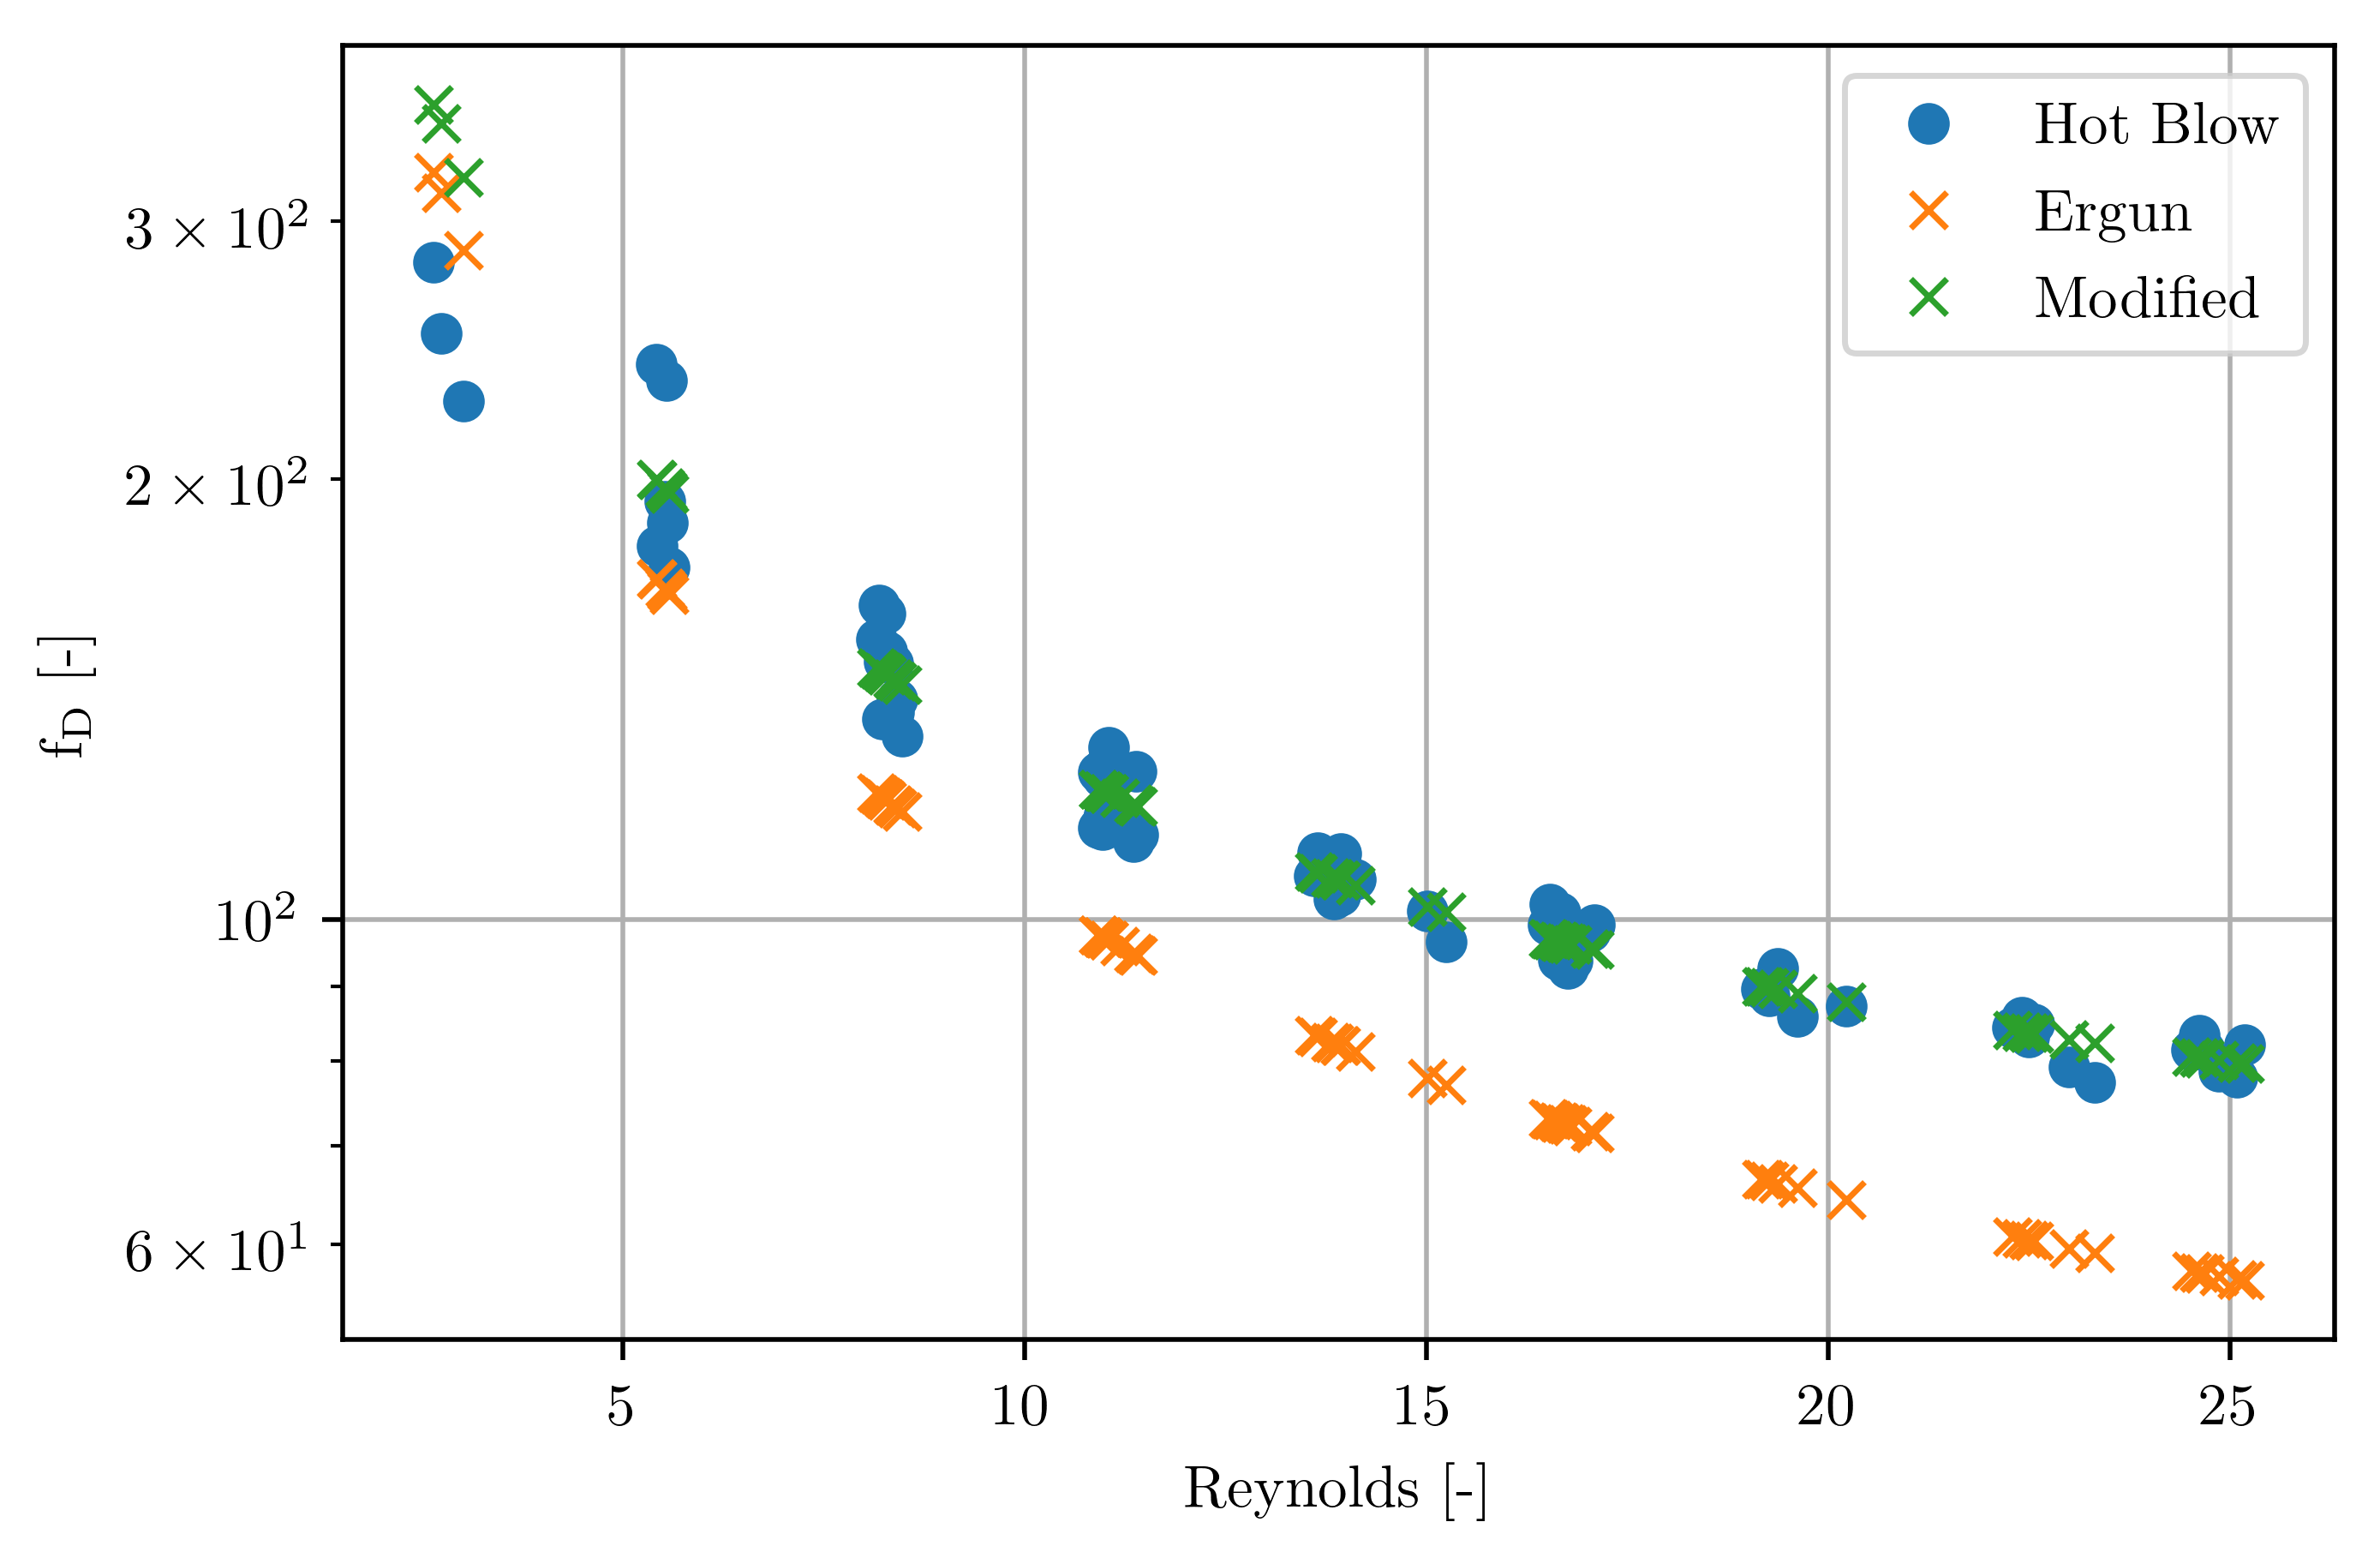 Hot Blow
Ergun
Modified
3 × 10²
2 × 10²
10²
6 × 10¹
f_D [-]
5 10 15 20 25
Reynolds [-]